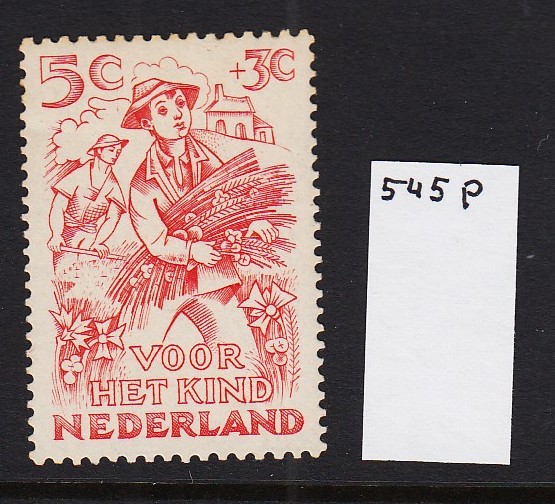 5C +3C
545 P
VOOR
HET KIND
NEDERLAND